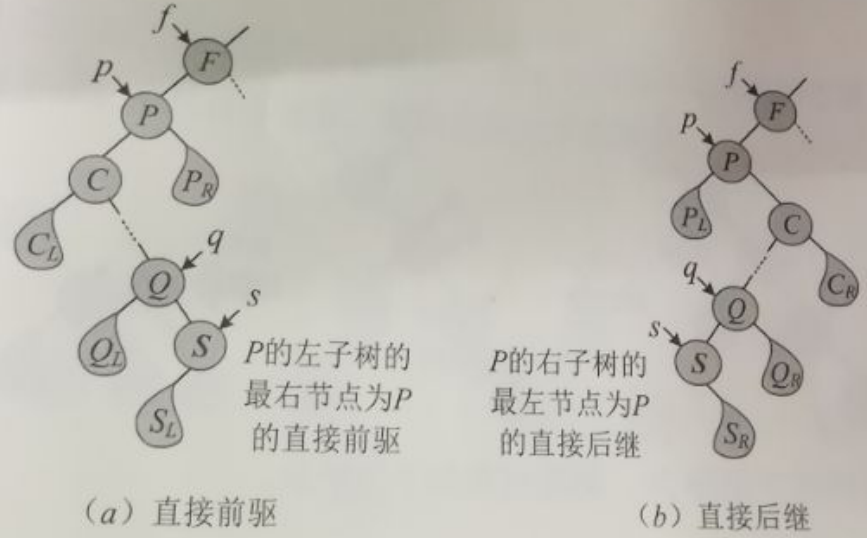 f
F
p
P
C
P_R
C_L
q
Q
s
Q_L
S
S_L
P的左子树的
最右节点为P
的直接前驱
(a) 直接前驱
f
F
p
P
P_L
C
C_R
q
Q
s
S
Q_R
S_R
P的右子树的
最左节点为P
的直接后继
(b) 直接后继